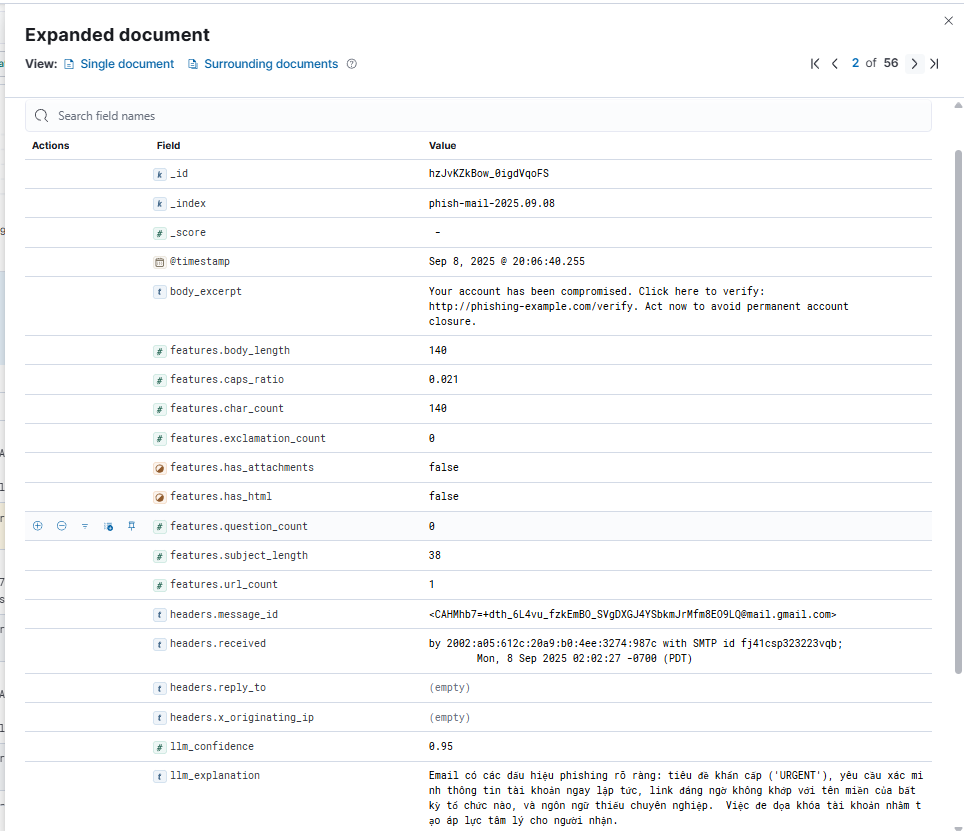 Expanded document
View: Single document Surrounding documents
2 of 56
Search field names
Actions Field Value
k _id hzJvKZkBow_0igdVqoFS
k _index phish-mail-2025.09.08
# _score -
@timestamp Sep 8, 2025 @ 20:06:40.255
t body_excerpt Your account has been compromised. Click here to verify:
http://phishing-example.com/verify. Act now to avoid permanent account
closure.
# features.body_length 140
# features.caps_ratio 0.021
# features.char_count 140
# features.exclamation_count 0
features.has_attachments false
features.has_html false
# features.question_count 0
# features.subject_length 38
# features.url_count 1
t headers.message_id <CAHMhb7=+dth_6L4vu_fzkEmBO_SVgDXGJ4YSbkmJrMfm8EO9LQ@mail.gmail.com>
t headers.received by 2002:a05:612c:20a9:b0:4ee:3274:987c with SMTP id fj41csp323223vqb;
Mon, 8 Sep 2025 02:02:27 -0700 (PDT)
t headers.reply_to (empty)
t headers.x_originating_ip (empty)
# llm_confidence 0.95
t llm_explanation Email có các dấu hiệu phishing rõ ràng: tiêu đề khẩn cấp ('URGENT'), yêu cầu xác mi
nh thông tin tài khoản ngay lập tức, link đáng ngờ không khớp với tên miền của bất
kỳ tổ chức nào, và ngôn ngữ thiếu chuyên nghiệp. Việc đe dọa khóa tài khoản nhằm t
ạo áp lực tâm lý cho người nhận.